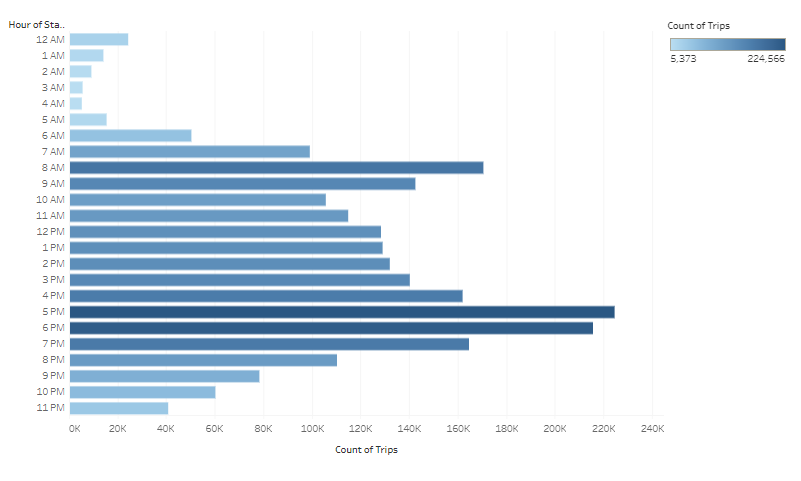 Hour of Sta..
Count of Trips
5,373 224,566
12 AM
1 AM
2 AM
3 AM
4 AM
5 AM
6 AM
7 AM
8 AM
9 AM
10 AM
11 AM
12 PM
1 PM
2 PM
3 PM
4 PM
5 PM
6 PM
7 PM
8 PM
9 PM
10 PM
11 PM
0K 20K 40K 60K 80K 100K 120K 140K 160K 180K 200K 220K 240K
Count of Trips